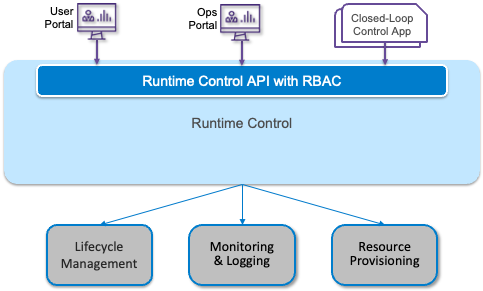 User
Portal
Ops
Portal
Closed-Loop
Control App
Runtime Control API with RBAC
Runtime Control
Lifecycle
Management
Monitoring
& Logging
Resource
Provisioning